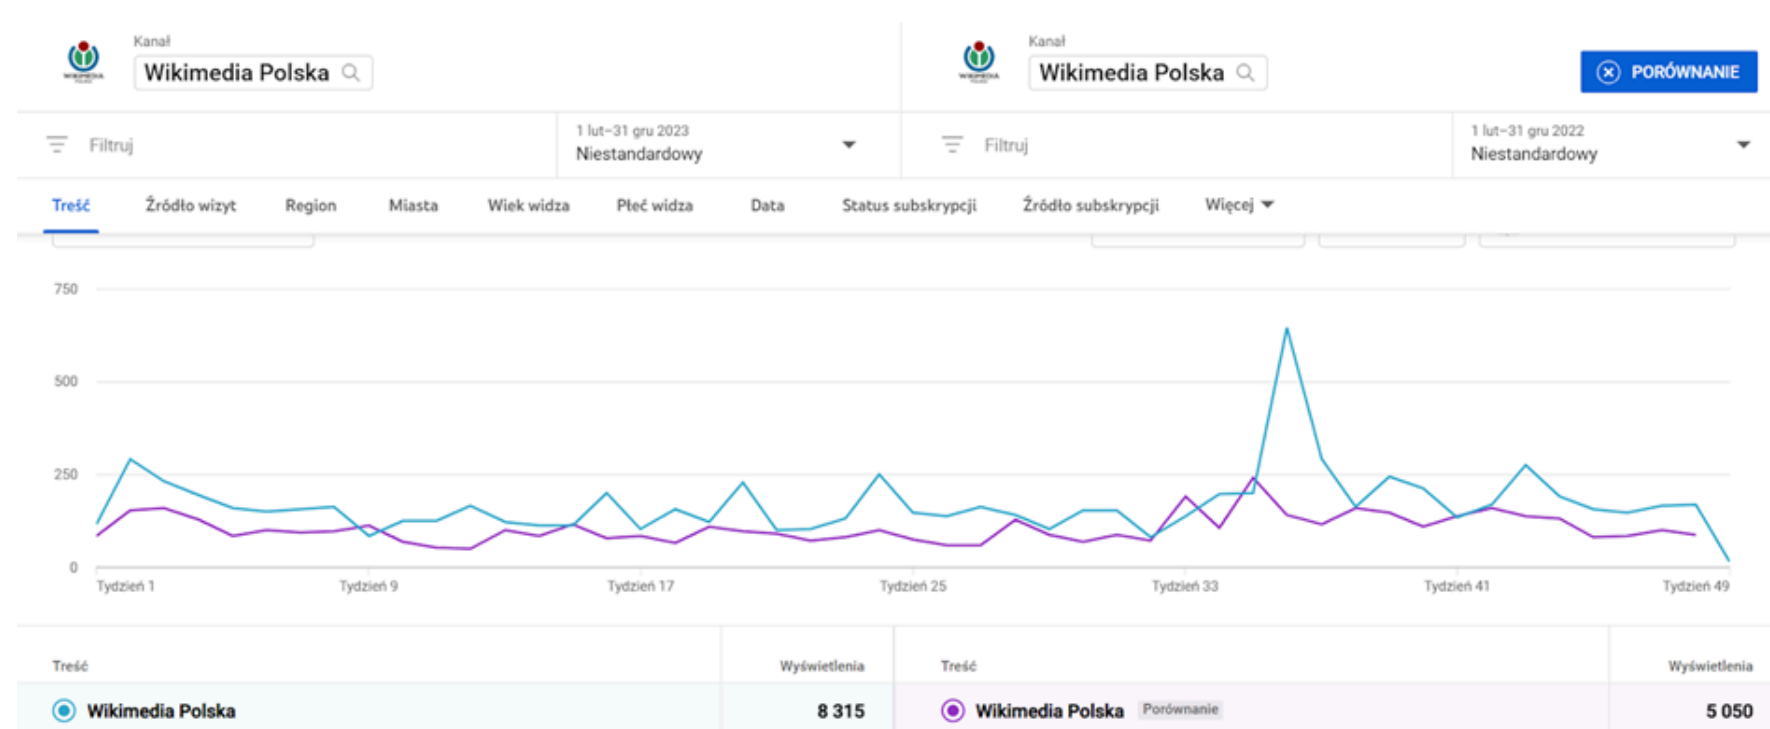 Kanał
Wikimedia Polska
Kanał
Wikimedia Polska
PORÓWNANIE
Filtruj
1 lut–31 gru 2023
Niestandardowy
Filtruj
1 lut–31 gru 2022
Niestandardowy
Treść Źródło wizyt Region Miasta Wiek widza Płeć widza Data Status subskrypcji Źródło subskrypcji Więcej
750
500
250
0
Tydzień 1 Tydzień 9 Tydzień 17 Tydzień 25 Tydzień 33 Tydzień 41 Tydzień 49
Treść Wyświetlenia Treść Wyświetlenia
Wikimedia Polska 8 315 Wikimedia Polska Porównanie 5 050